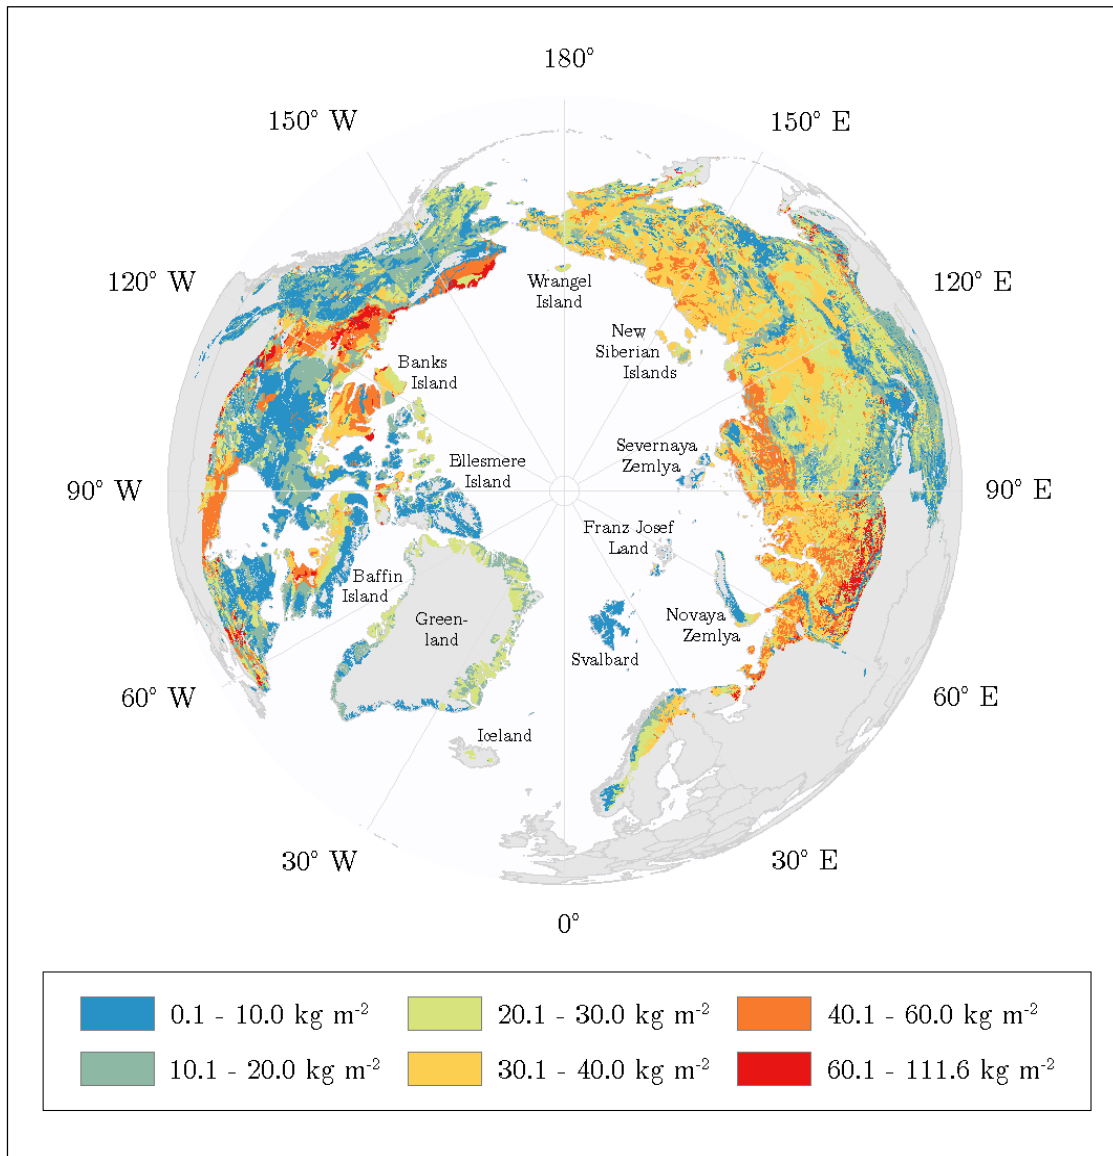 180°
150° W
150° E
120° W
120° E
Wrangel
Island
New
Siberian
Islands
Banks
Island
Severnaya
Zemlya
Ellesmere
Island
90° W
90° E
Franz Josef
Land
Baffin
Island
Green-
land
Novaya
Zemlya
Svalbard
60° W
60° E
Iceland
30° W
30° E
0°
0.1 - 10.0 kg m-2
20.1 - 30.0 kg m-2
40.1 - 60.0 kg m-2
10.1 - 20.0 kg m-2
30.1 - 40.0 kg m-2
60.1 - 111.6 kg m-2